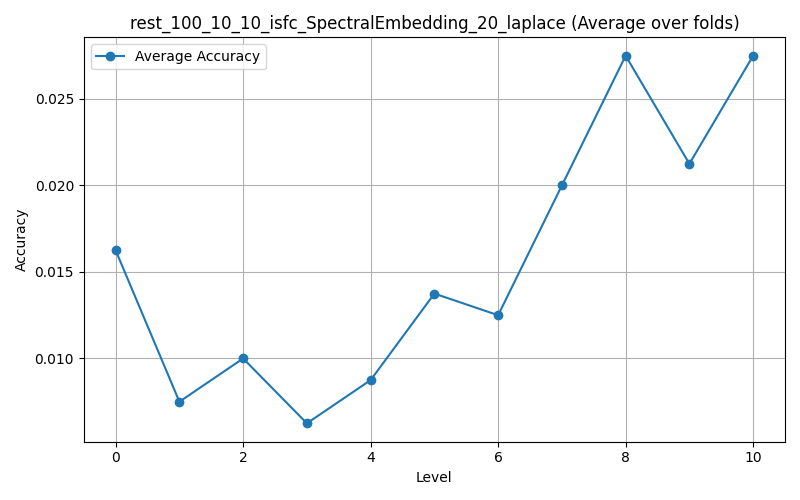 rest_100_10_10_isfc_SpectralEmbedding_20_laplace (Average over folds)
Average Accuracy
0.025
0.020
0.015
0.010
Accuracy
0 2 4 6 8 10
Level